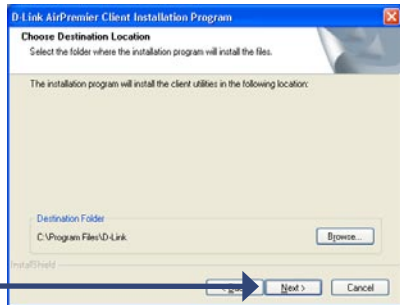 D-Link AirPremier Client Installation Program
Choose Destination Location
Select the folder where the installation program will install the files.
The installation program will install the client utilities in the following location:
Destination Folder
C:\Program Files\D-Link
Browse...
InstallShield
Next >
Cancel